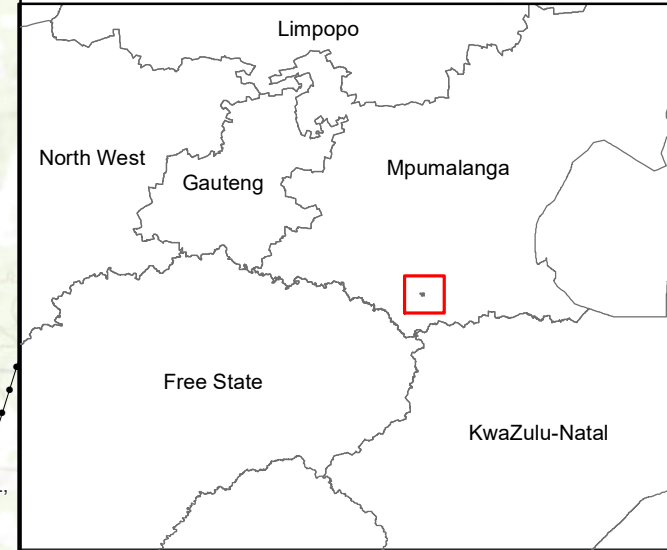 Limpopo
North West
Gauteng
Mpumalanga
Free State
KwaZulu-Natal